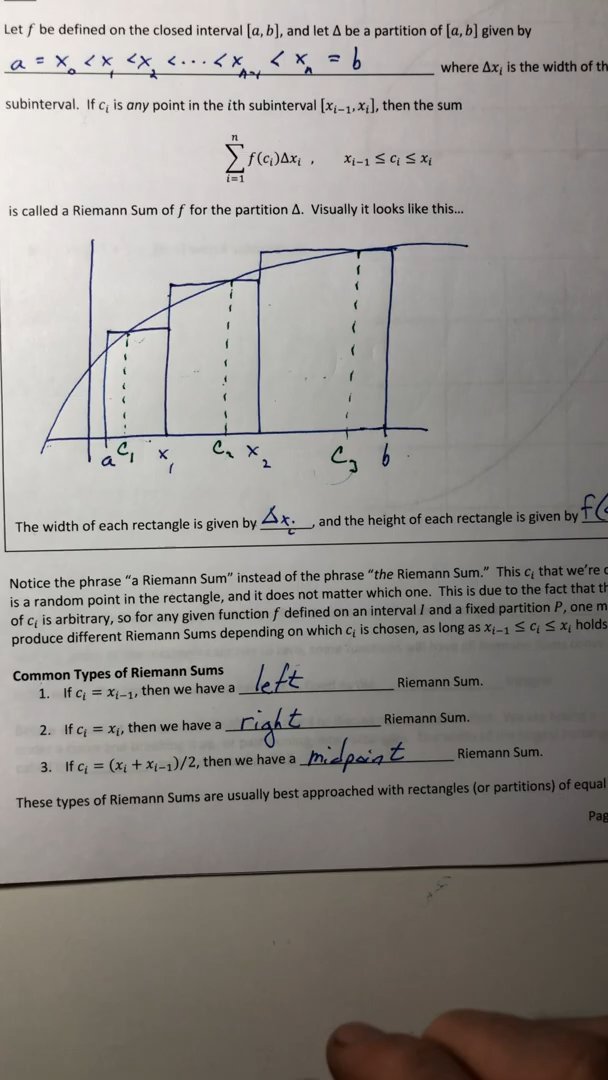 Let f be defined on the closed interval [a, b], and let Δ be a partition of [a, b] given by
a = x₀ < x₁ < x₂ < ... < xₙ₋₁ < xₙ = b where Δxᵢ is the width of th
subinterval. If cᵢ is any point in the ith subinterval [xᵢ₋₁, xᵢ], then the sum
n
∑ f(cᵢ)Δxᵢ , xᵢ₋₁ ≤ cᵢ ≤ xᵢ
i=1
is called a Riemann Sum of f for the partition Δ. Visually it looks like this...
a C₁ x₁ C₂ x₂ C₃ b
The width of each rectangle is given by Δxᵢ, and the height of each rectangle is given by f(
Notice the phrase "a Riemann Sum" instead of the phrase "the Riemann Sum." This cᵢ that we're
is a random point in the rectangle, and it does not matter which one. This is due to the fact that th
of cᵢ is arbitrary, so for any given function f defined on an interval I and a fixed partition P, one m
produce different Riemann Sums depending on which cᵢ is chosen, as long as xᵢ₋₁ ≤ cᵢ ≤ xᵢ holds
Common Types of Riemann Sums
1. If cᵢ = xᵢ₋₁, then we have a left Riemann Sum.
2. If cᵢ = xᵢ, then we have a right Riemann Sum.
3. If cᵢ = (xᵢ + xᵢ₋₁)/2, then we have a midpoint Riemann Sum.
These types of Riemann Sums are usually best approached with rectangles (or partitions) of equal
Pag